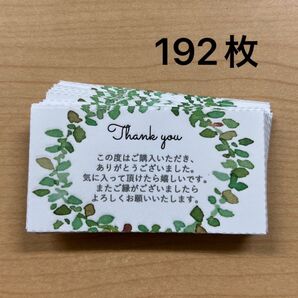 192枚
Thank you
この度はご購入いただき、
ありがとうございました。
気に入って頂けたら嬉しいです。
またご縁がございましたら
よろしくお願いいたします。